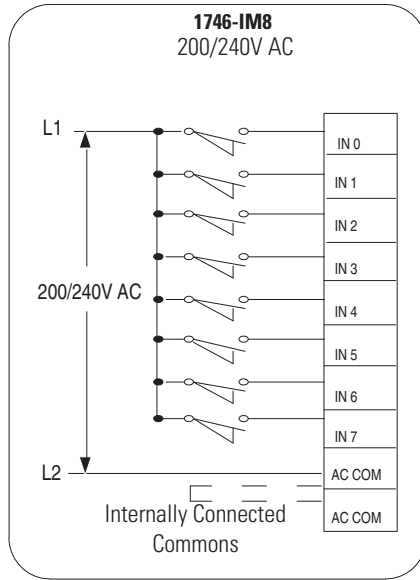 1746-IM8
200/240V AC
L1
IN 0
IN 1
IN 2
IN 3
200/240V AC
IN 4
IN 5
IN 6
IN 7
L2
AC COM
Internally Connected
Commons
AC COM